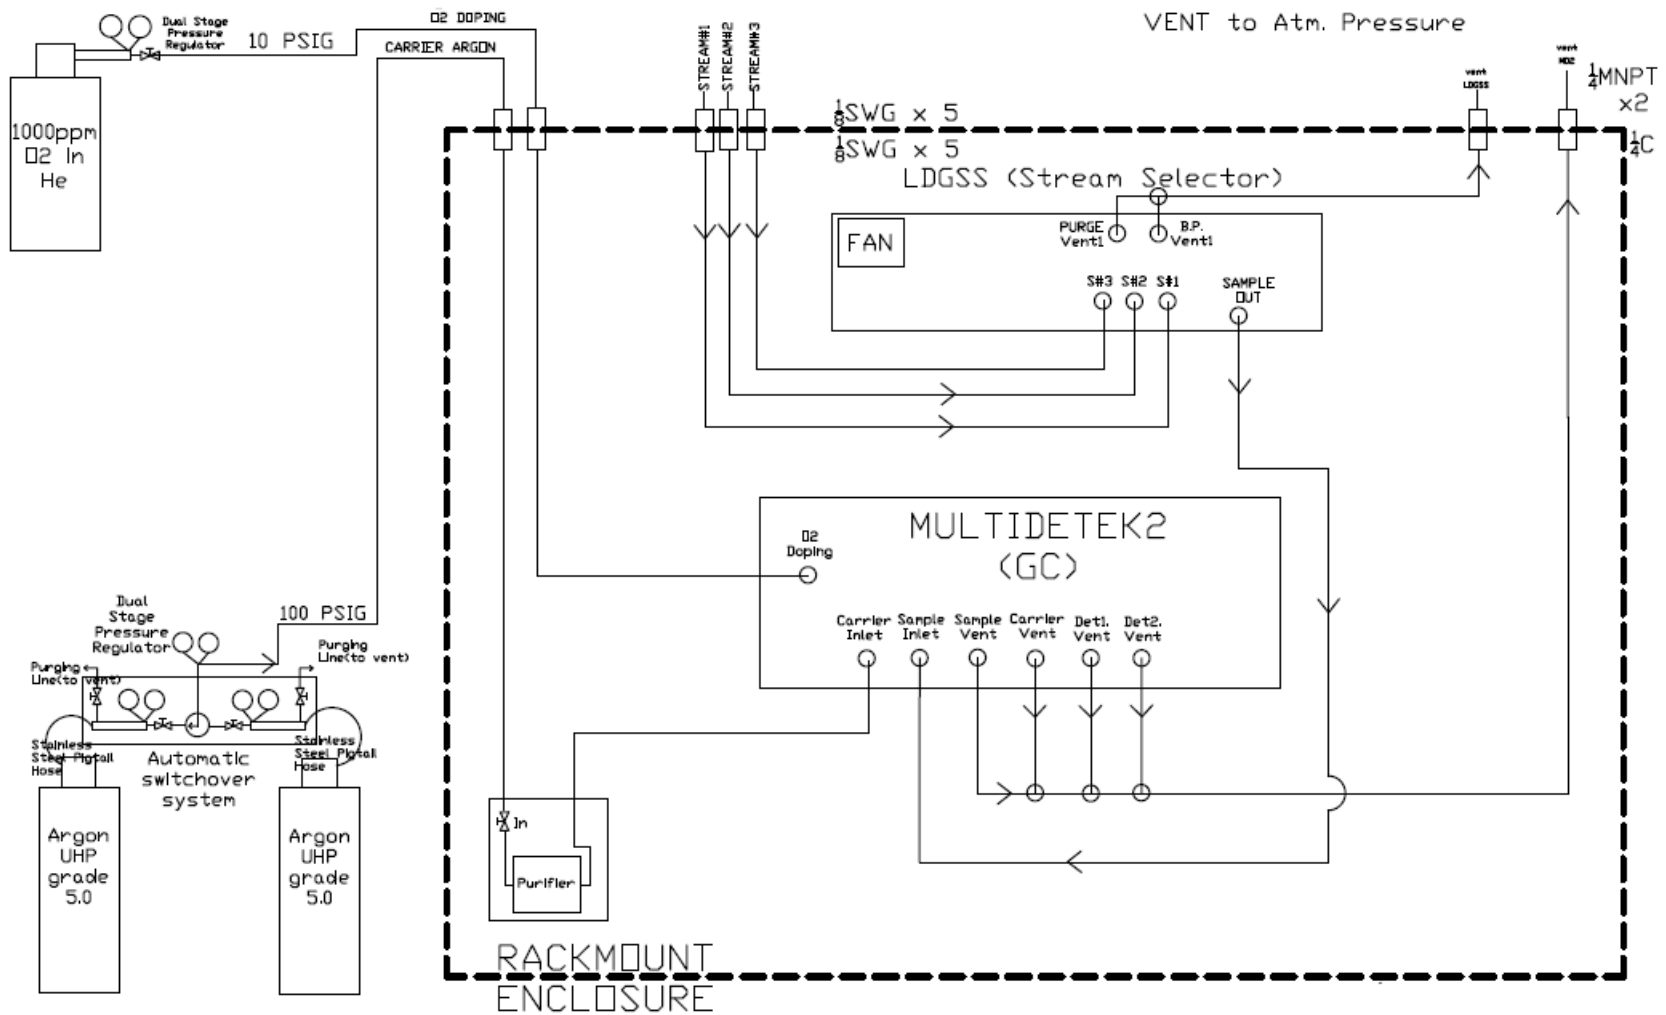 Dual Stage
Pressure
Regulator
10 PSIG
O2 DOPING
CARRIER ARGON
STREAM#1
STREAM#2
STREAM#3
VENT to Atm. Pressure
vent
LDGSS
vent
MD2
1/4MNPT
x2
1/4C
1000ppm
O2 In
He
1/8SWG x 5
1/8SWG x 5
LDGSS (Stream Selector)
FAN
PURGE
Vent1
B.P.
Vent1
S#3 S#2 S#1
SAMPLE
OUT
MULTIDETEK2
(GC)
O2
Doping
Carrier
Inlet
Sample
Inlet
Sample
Vent
Carrier
Vent
Det1.
Vent
Det2.
Vent
Dual
Stage
Pressure
Regulator
100 PSIG
Purging
Line(to vent)
Purging
Line(to vent)
Stainless
Steel Pigtail
Hose
Stainless
Steel Pigtail
Hose
Automatic
switchover
system
Argon
UHP
grade
5.0
Argon
UHP
grade
5.0
In
Purifier
RACKMOUNT
ENCLOSURE